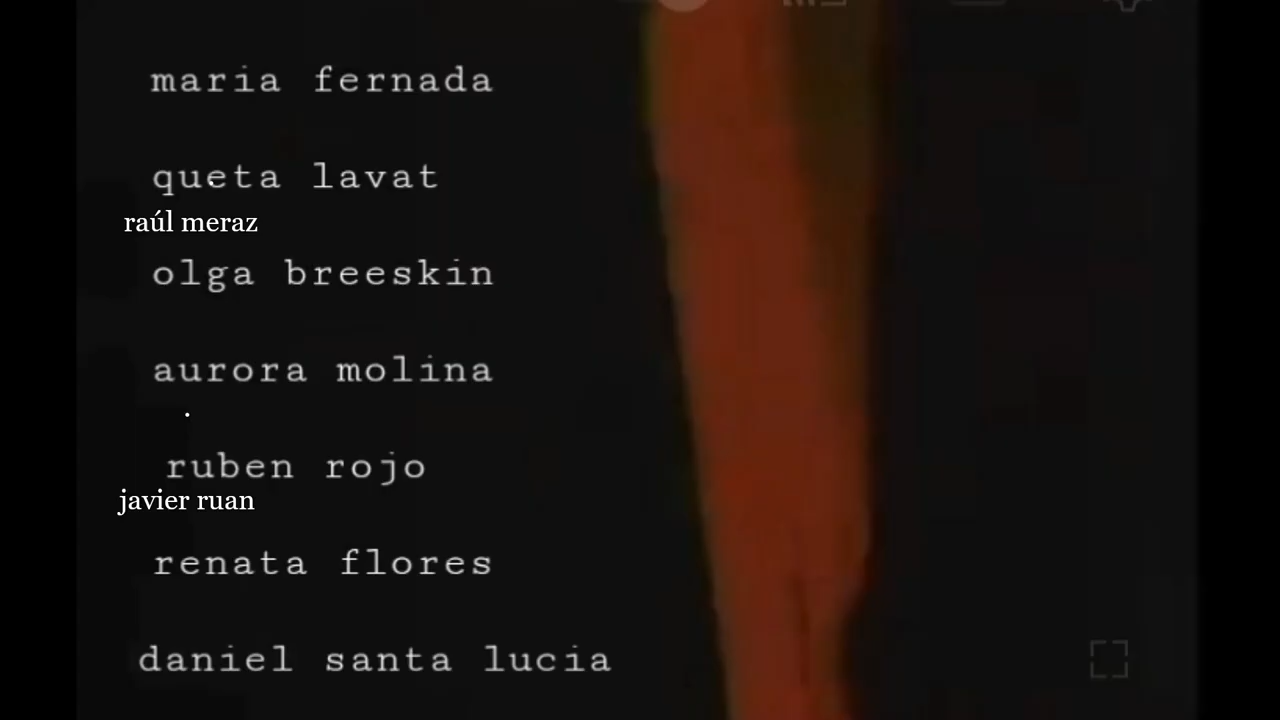 maria fernada
queta lavat
raúl meraz
olga breeskin
aurora molina
.
ruben rojo
javier ruan
renata flores
daniel santa lucia